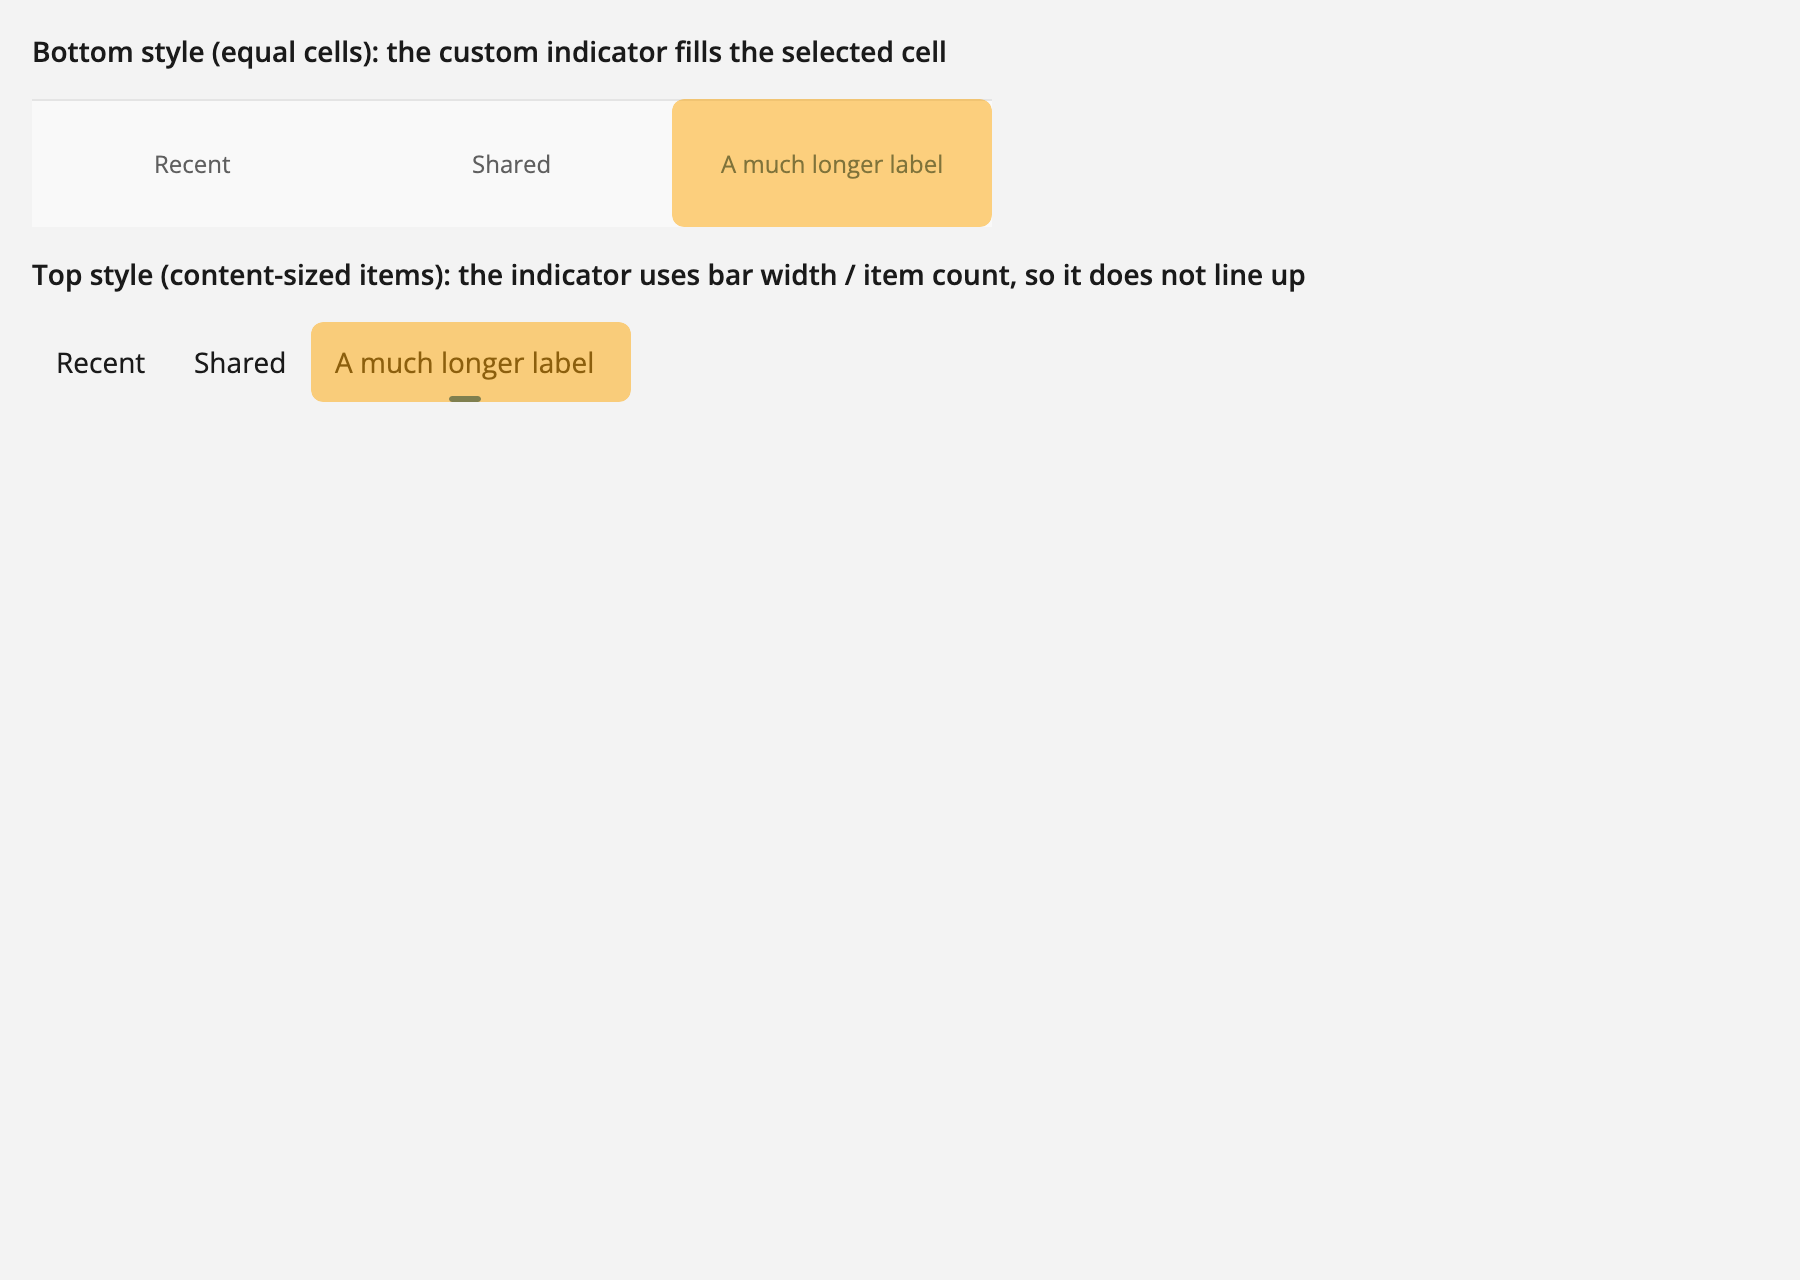 Bottom style (equal cells): the custom indicator fills the selected cell
Recent Shared A much longer label
Top style (content-sized items): the indicator uses bar width / item count, so it does not line up
Recent Shared A much longer label